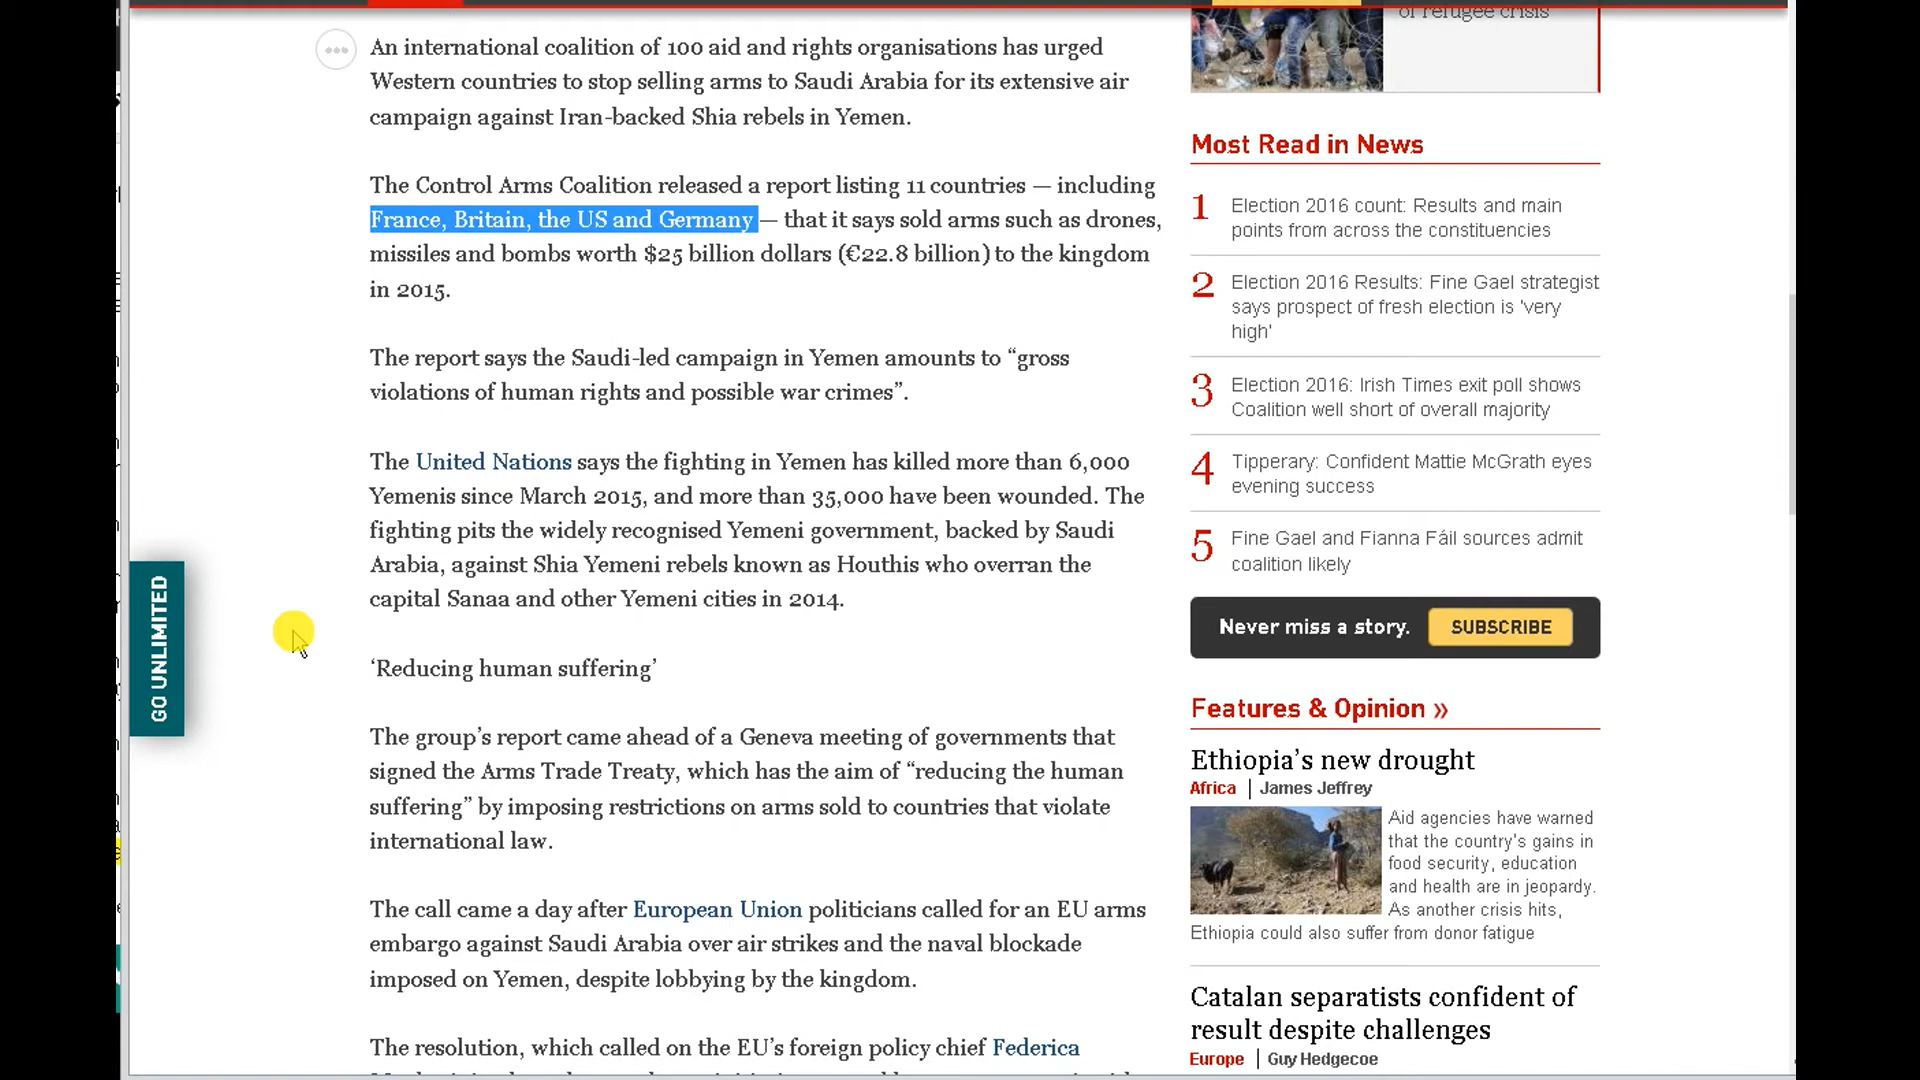 of refugee crisis
An international coalition of 100 aid and rights organisations has urged
Western countries to stop selling arms to Saudi Arabia for its extensive air
campaign against Iran-backed Shia rebels in Yemen.
The Control Arms Coalition released a report listing 11 countries — including
France, Britain, the US and Germany — that it says sold arms such as drones,
missiles and bombs worth $25 billion dollars (€22.8 billion) to the kingdom
in 2015.
The report says the Saudi-led campaign in Yemen amounts to “gross
violations of human rights and possible war crimes”.
The United Nations says the fighting in Yemen has killed more than 6,000
Yemenis since March 2015, and more than 35,000 have been wounded. The
fighting pits the widely recognised Yemeni government, backed by Saudi
Arabia, against Shia Yemeni rebels known as Houthis who overran the
capital Sanaa and other Yemeni cities in 2014.
‘Reducing human suffering’
The group’s report came ahead of a Geneva meeting of governments that
signed the Arms Trade Treaty, which has the aim of “reducing the human
suffering” by imposing restrictions on arms sold to countries that violate
international law.
The call came a day after European Union politicians called for an EU arms
embargo against Saudi Arabia over air strikes and the naval blockade
imposed on Yemen, despite lobbying by the kingdom.
The resolution, which called on the EU’s foreign policy chief Federica
GO UNLIMITED
Most Read in News
1 Election 2016 count: Results and main
points from across the constituencies
2 Election 2016 Results: Fine Gael strategist
says prospect of fresh election is 'very
high'
3 Election 2016: Irish Times exit poll shows
Coalition well short of overall majority
4 Tipperary: Confident Mattie McGrath eyes
evening success
5 Fine Gael and Fianna Fáil sources admit
coalition likely
Never miss a story. SUBSCRIBE
Features & Opinion »
Ethiopia’s new drought
Africa | James Jeffrey
Aid agencies have warned
that the country's gains in
food security, education
and health are in jeopardy.
As another crisis hits,
Ethiopia could also suffer from donor fatigue
Catalan separatists confident of
result despite challenges
Europe | Guy Hedgecoe